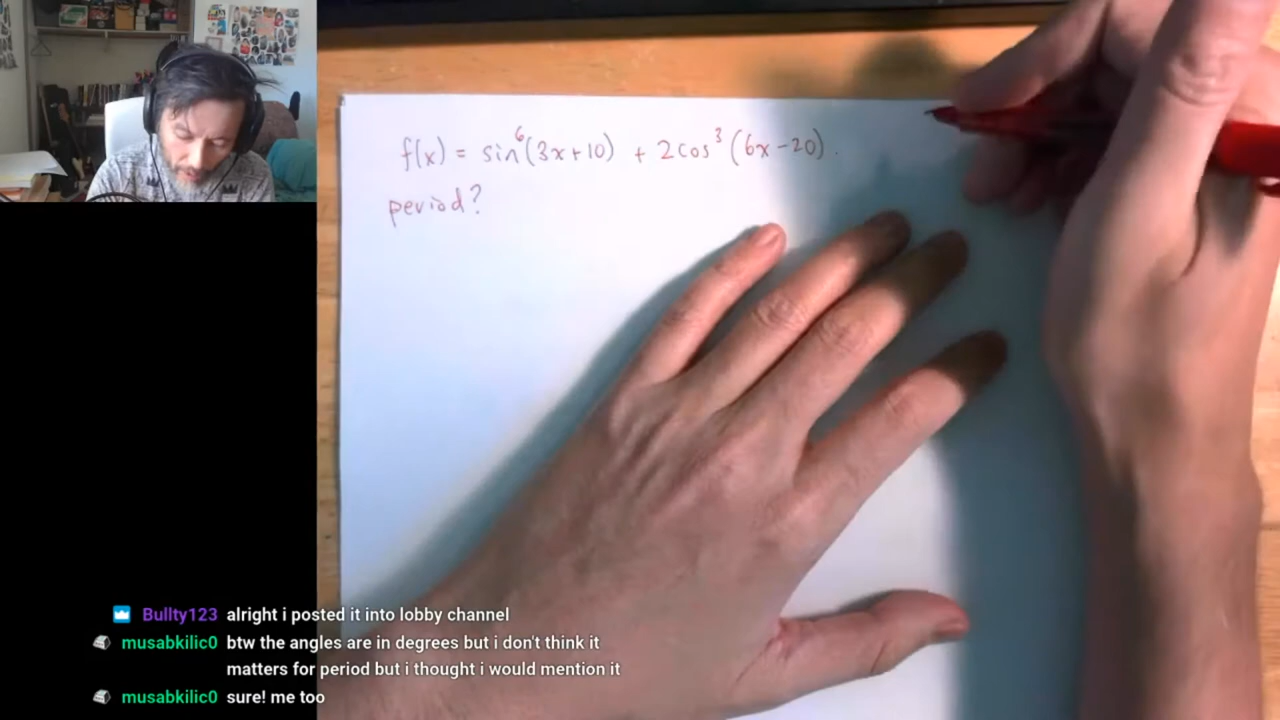 f(x) = sin⁶(3x+10) + 2cos³(6x-20).
period?
Bullty123 alright i posted it into lobby channel
musabkilic0 btw the angles are in degrees but i don't think it
matters for period but i thought i would mention it
musabkilic0 sure! me too